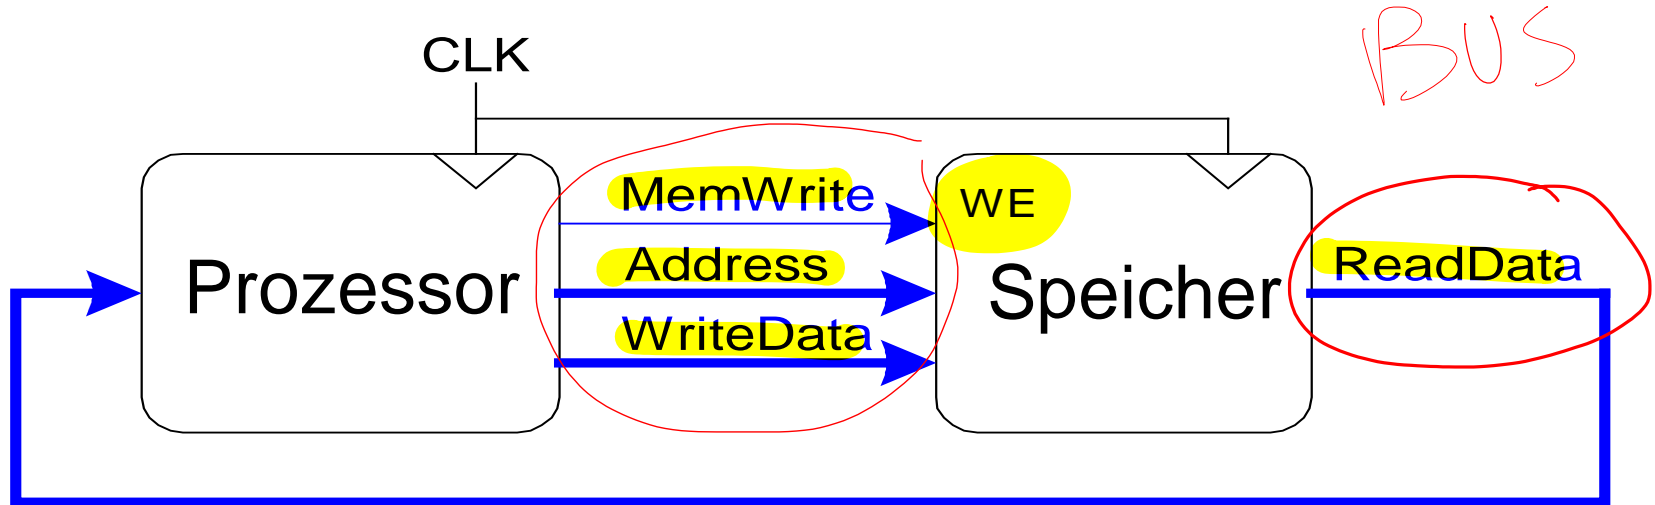 BUS
CLK
MemWrite
WE
Address
ReadData
Prozessor
Speicher
WriteData